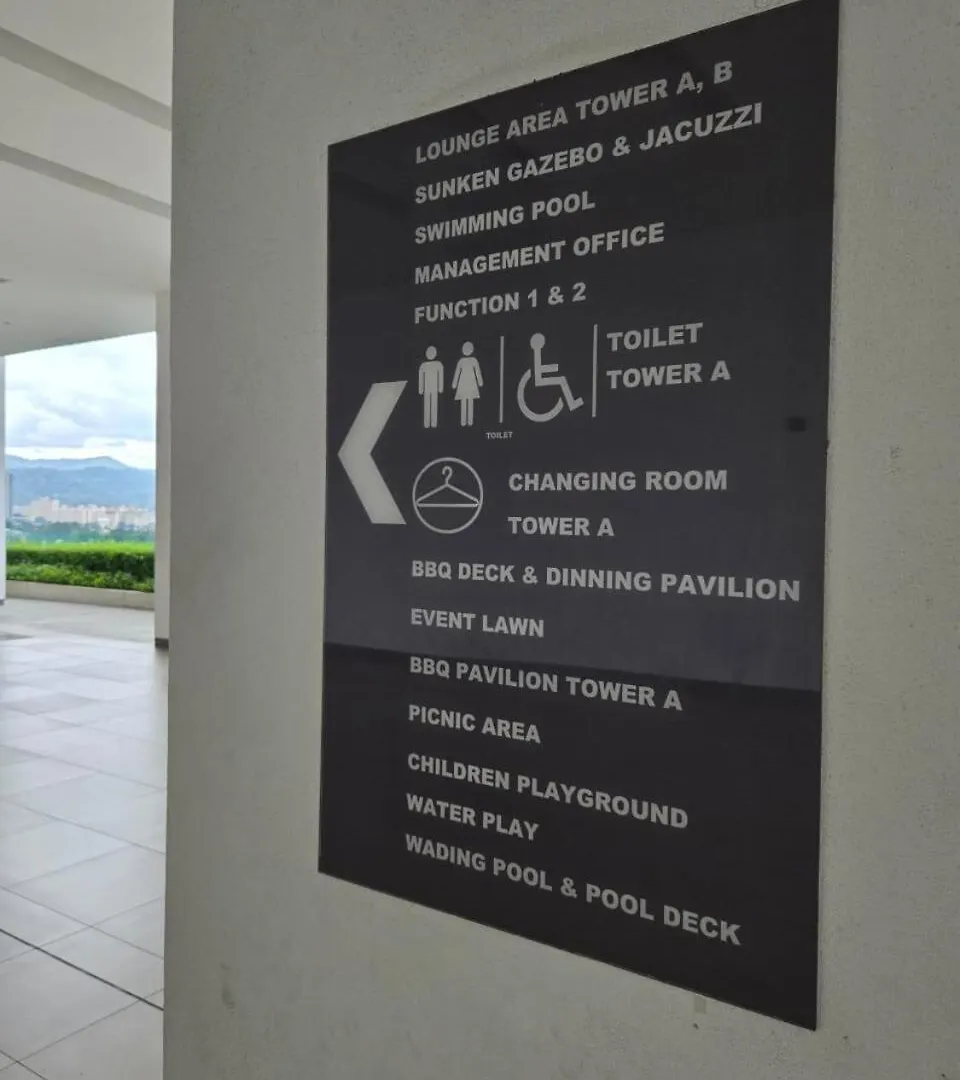 LOUNGE AREA TOWER A, B
SUNKEN GAZEBO & JACUZZI
SWIMMING POOL
MANAGEMENT OFFICE
FUNCTION 1 & 2
TOILET
TOWER A
TOILET
CHANGING ROOM
TOWER A
BBQ DECK & DINNING PAVILION
EVENT LAWN
BBQ PAVILION TOWER A
PICNIC AREA
CHILDREN PLAYGROUND
WATER PLAY
WADING POOL & POOL DECK